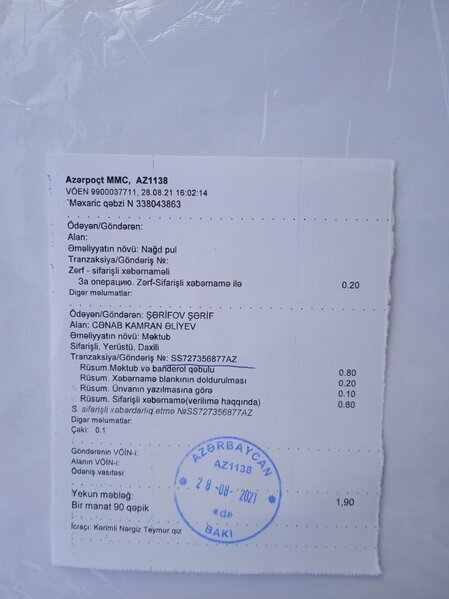 Azərpoçt MMC, AZ1138
VÖEN 9900037711, 28.08.21 16:02:14
`Məxaric qəbzi N 338043863
Ödəyən/Göndərən:
Alan:
Əməliyyatın növü: Nağd pul
Tranzaksiya/Göndəriş №:
Zərf - sifarişli xəbərnaməli
За операцию. Zərf-Sifarişli xəbərnamə ilə 0.20
Digər məlumatlar:
Ödəyən/Göndərən: ŞƏRİFOV ŞƏRİF
Alan: CƏNAB KAMRAN ƏLİYEV
Əməliyyatın növü: Məktub
Sifarişli, Yerüstü, Daxili
Tranzaksiya/Göndəriş №: SS727356877AZ
Rüsum.Məktub və banderol qəbulu 0.80
Rüsum. Xəbərnamə blankının doldurulması 0.20
Rüsum. Ünvanın yazılmasına görə 0.10
Rüsum. Sifarişli xəbərnamə(verilmə haqqında) 0.60
S. sifarişli xəbərdarlıq etmə №SS727356877AZ
Digər məlumatlar:
Çəki: 0.1
Göndərənin VÖİN-i:
Alanın VÖİN-i:
Ödəniş vasitəsi:
Yekun məbləğ: 1,90
Bir manat 90 qəpik
İcraçı: Kərimli Nərgiz Teymur qız
AZƏRBAYCAN
AZ1138
28-08-2021
«d»
BAKI